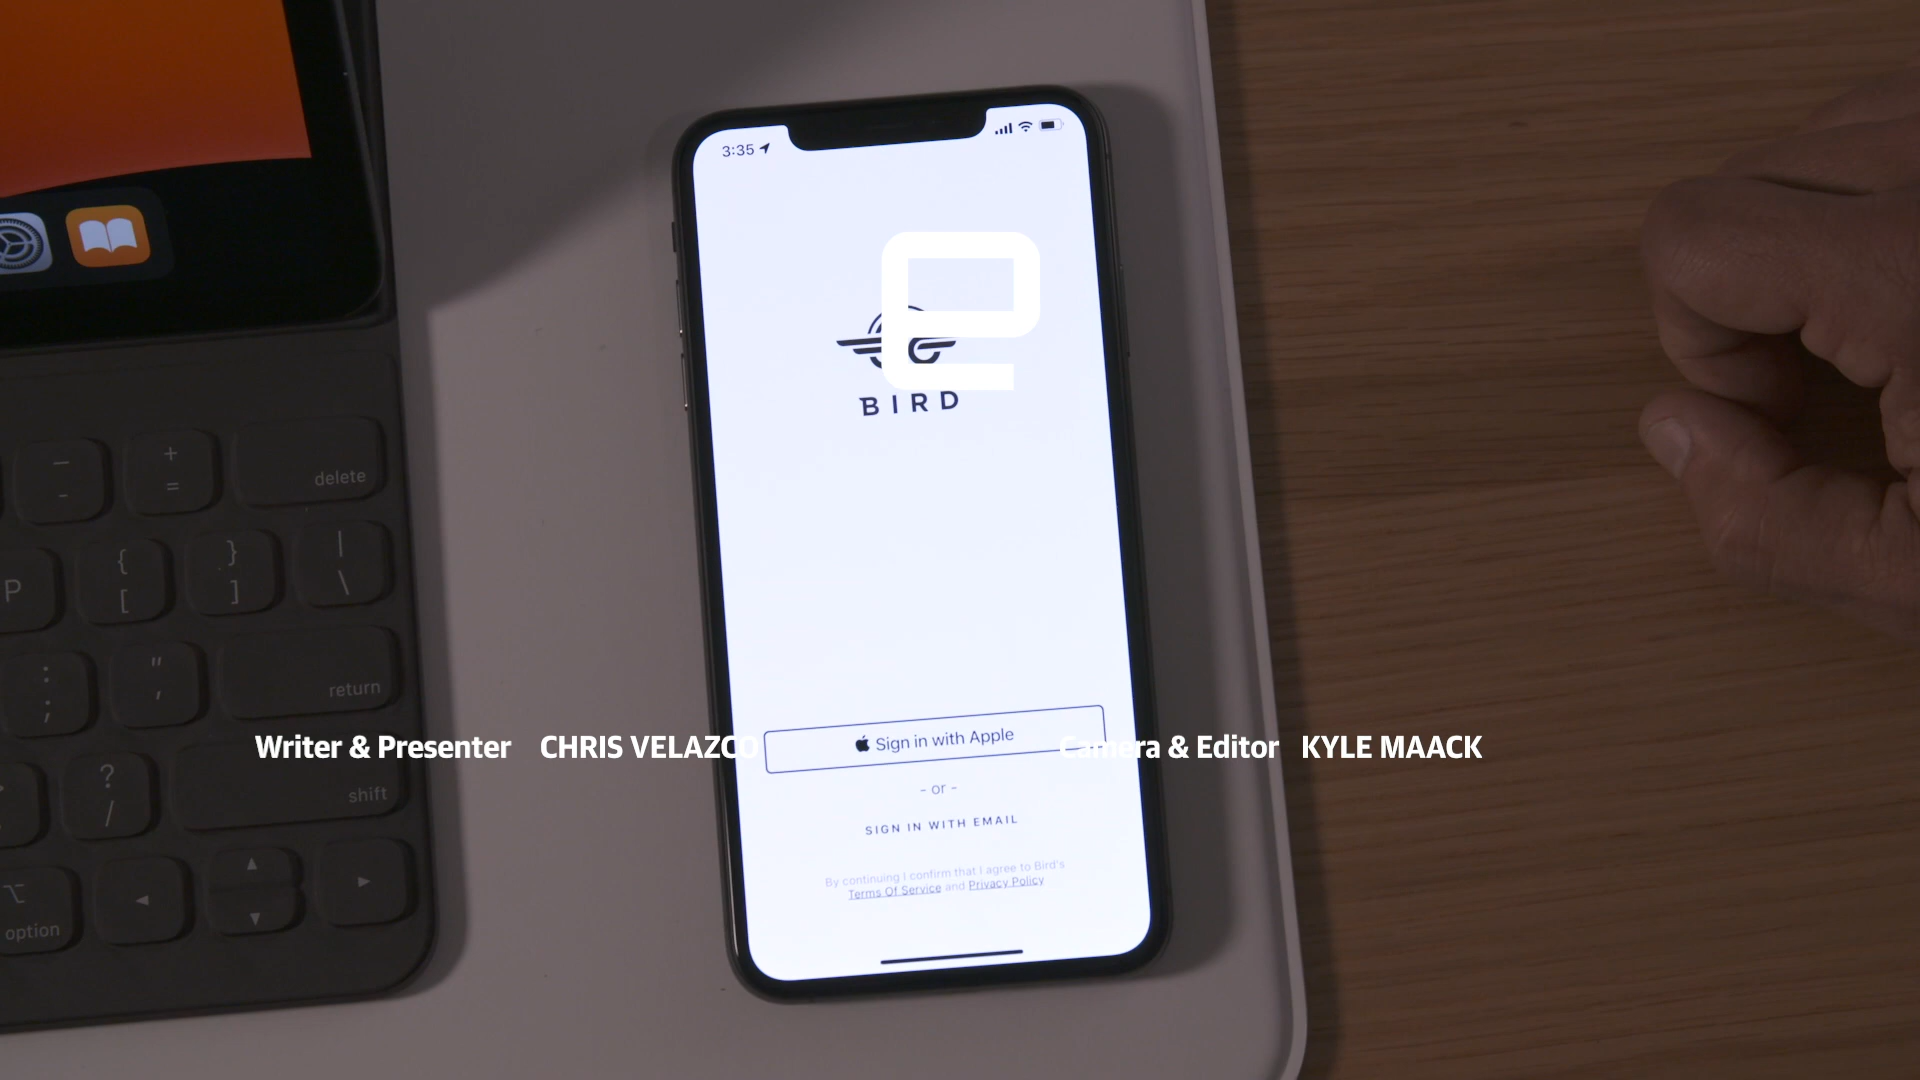 3:35
e
BIRD
+
=
-
delete
{
[
}
]
|
\
P
:
;
"
'
return
Writer & Presenter CHRIS VELAZCO
Camera & Editor KYLE MAACK
Sign in with Apple
?
/
shift
- or -
SIGN IN WITH EMAIL
By continuing I confirm that I agree to Bird's
Terms Of Service and Privacy Policy
option